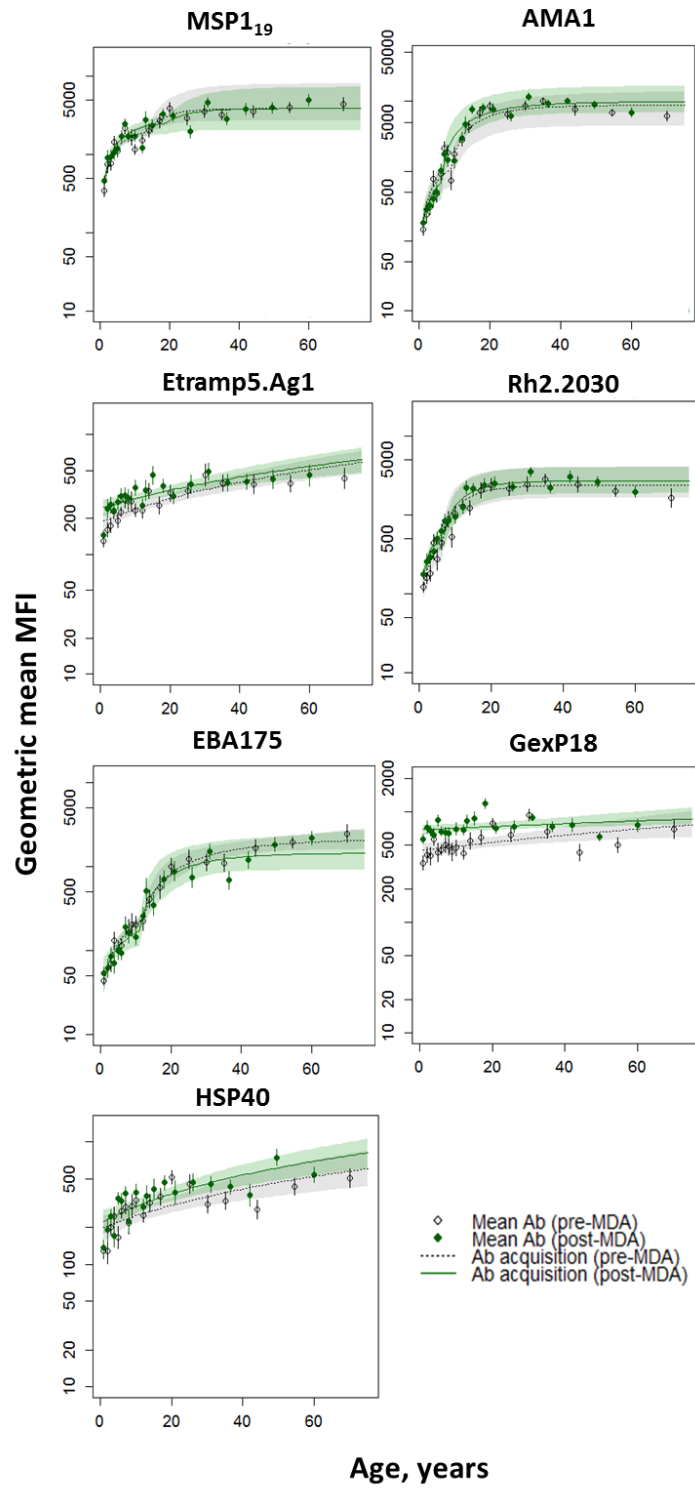 MSP1₁₉ AMA1
5000
500
50
10
0 20 40 60
50000
5000
500
50
10
0 20 40 60
Etramp5.Ag1 Rh2.2030
500
200
100
50
20
10
0 20 40 60
5000
500
50
10
0 20 40 60
Geometric mean MFI
EBA175 GexP18
5000
500
50
10
0 20 40 60
2000
500
200
50
20
10
0 20 40 60
HSP40
500
100
50
20
10
0 20 40 60
Mean Ab (pre-MDA)
Mean Ab (post-MDA)
Ab acquisition (pre-MDA)
Ab acquisition (post-MDA)
Age, years